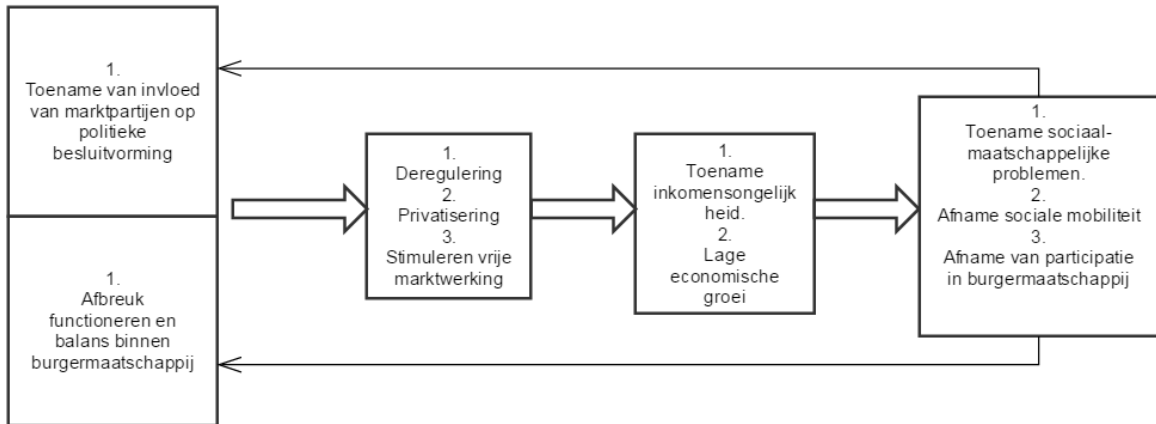 1.
Toename van invloed
van marktpartijen op
politieke
besluitvorming
1.
Afbreuk
functioneren en
balans binnen
burgermaatschappij
1.
Deregulering
2.
Privatisering
3.
Stimuleren vrije
marktwerking
1.
Toename
inkomensongelijk
heid.
2.
Lage
economische
groei
1.
Toename sociaal-
maatschappelijke
problemen.
2.
Afname sociale mobiliteit
3.
Afname van participatie
in burgermaatschappij